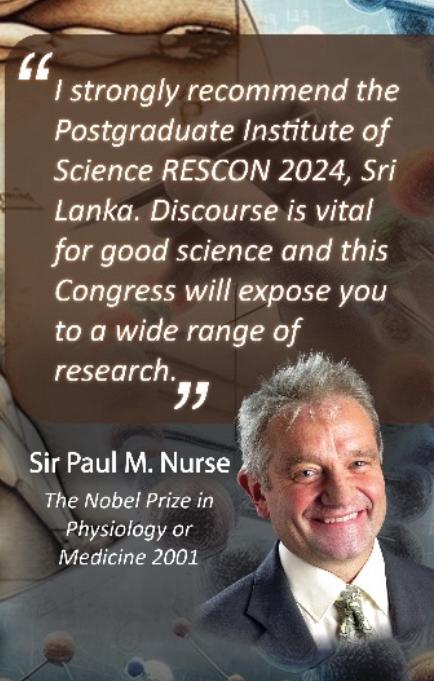 “
I strongly recommend the
Postgraduate Institute of
Science RESCON 2024, Sri
Lanka. Discourse is vital
for good science and this
Congress will expose you
to a wide range of
research.
”
Sir Paul M. Nurse
The Nobel Prize in
Physiology or
Medicine 2001